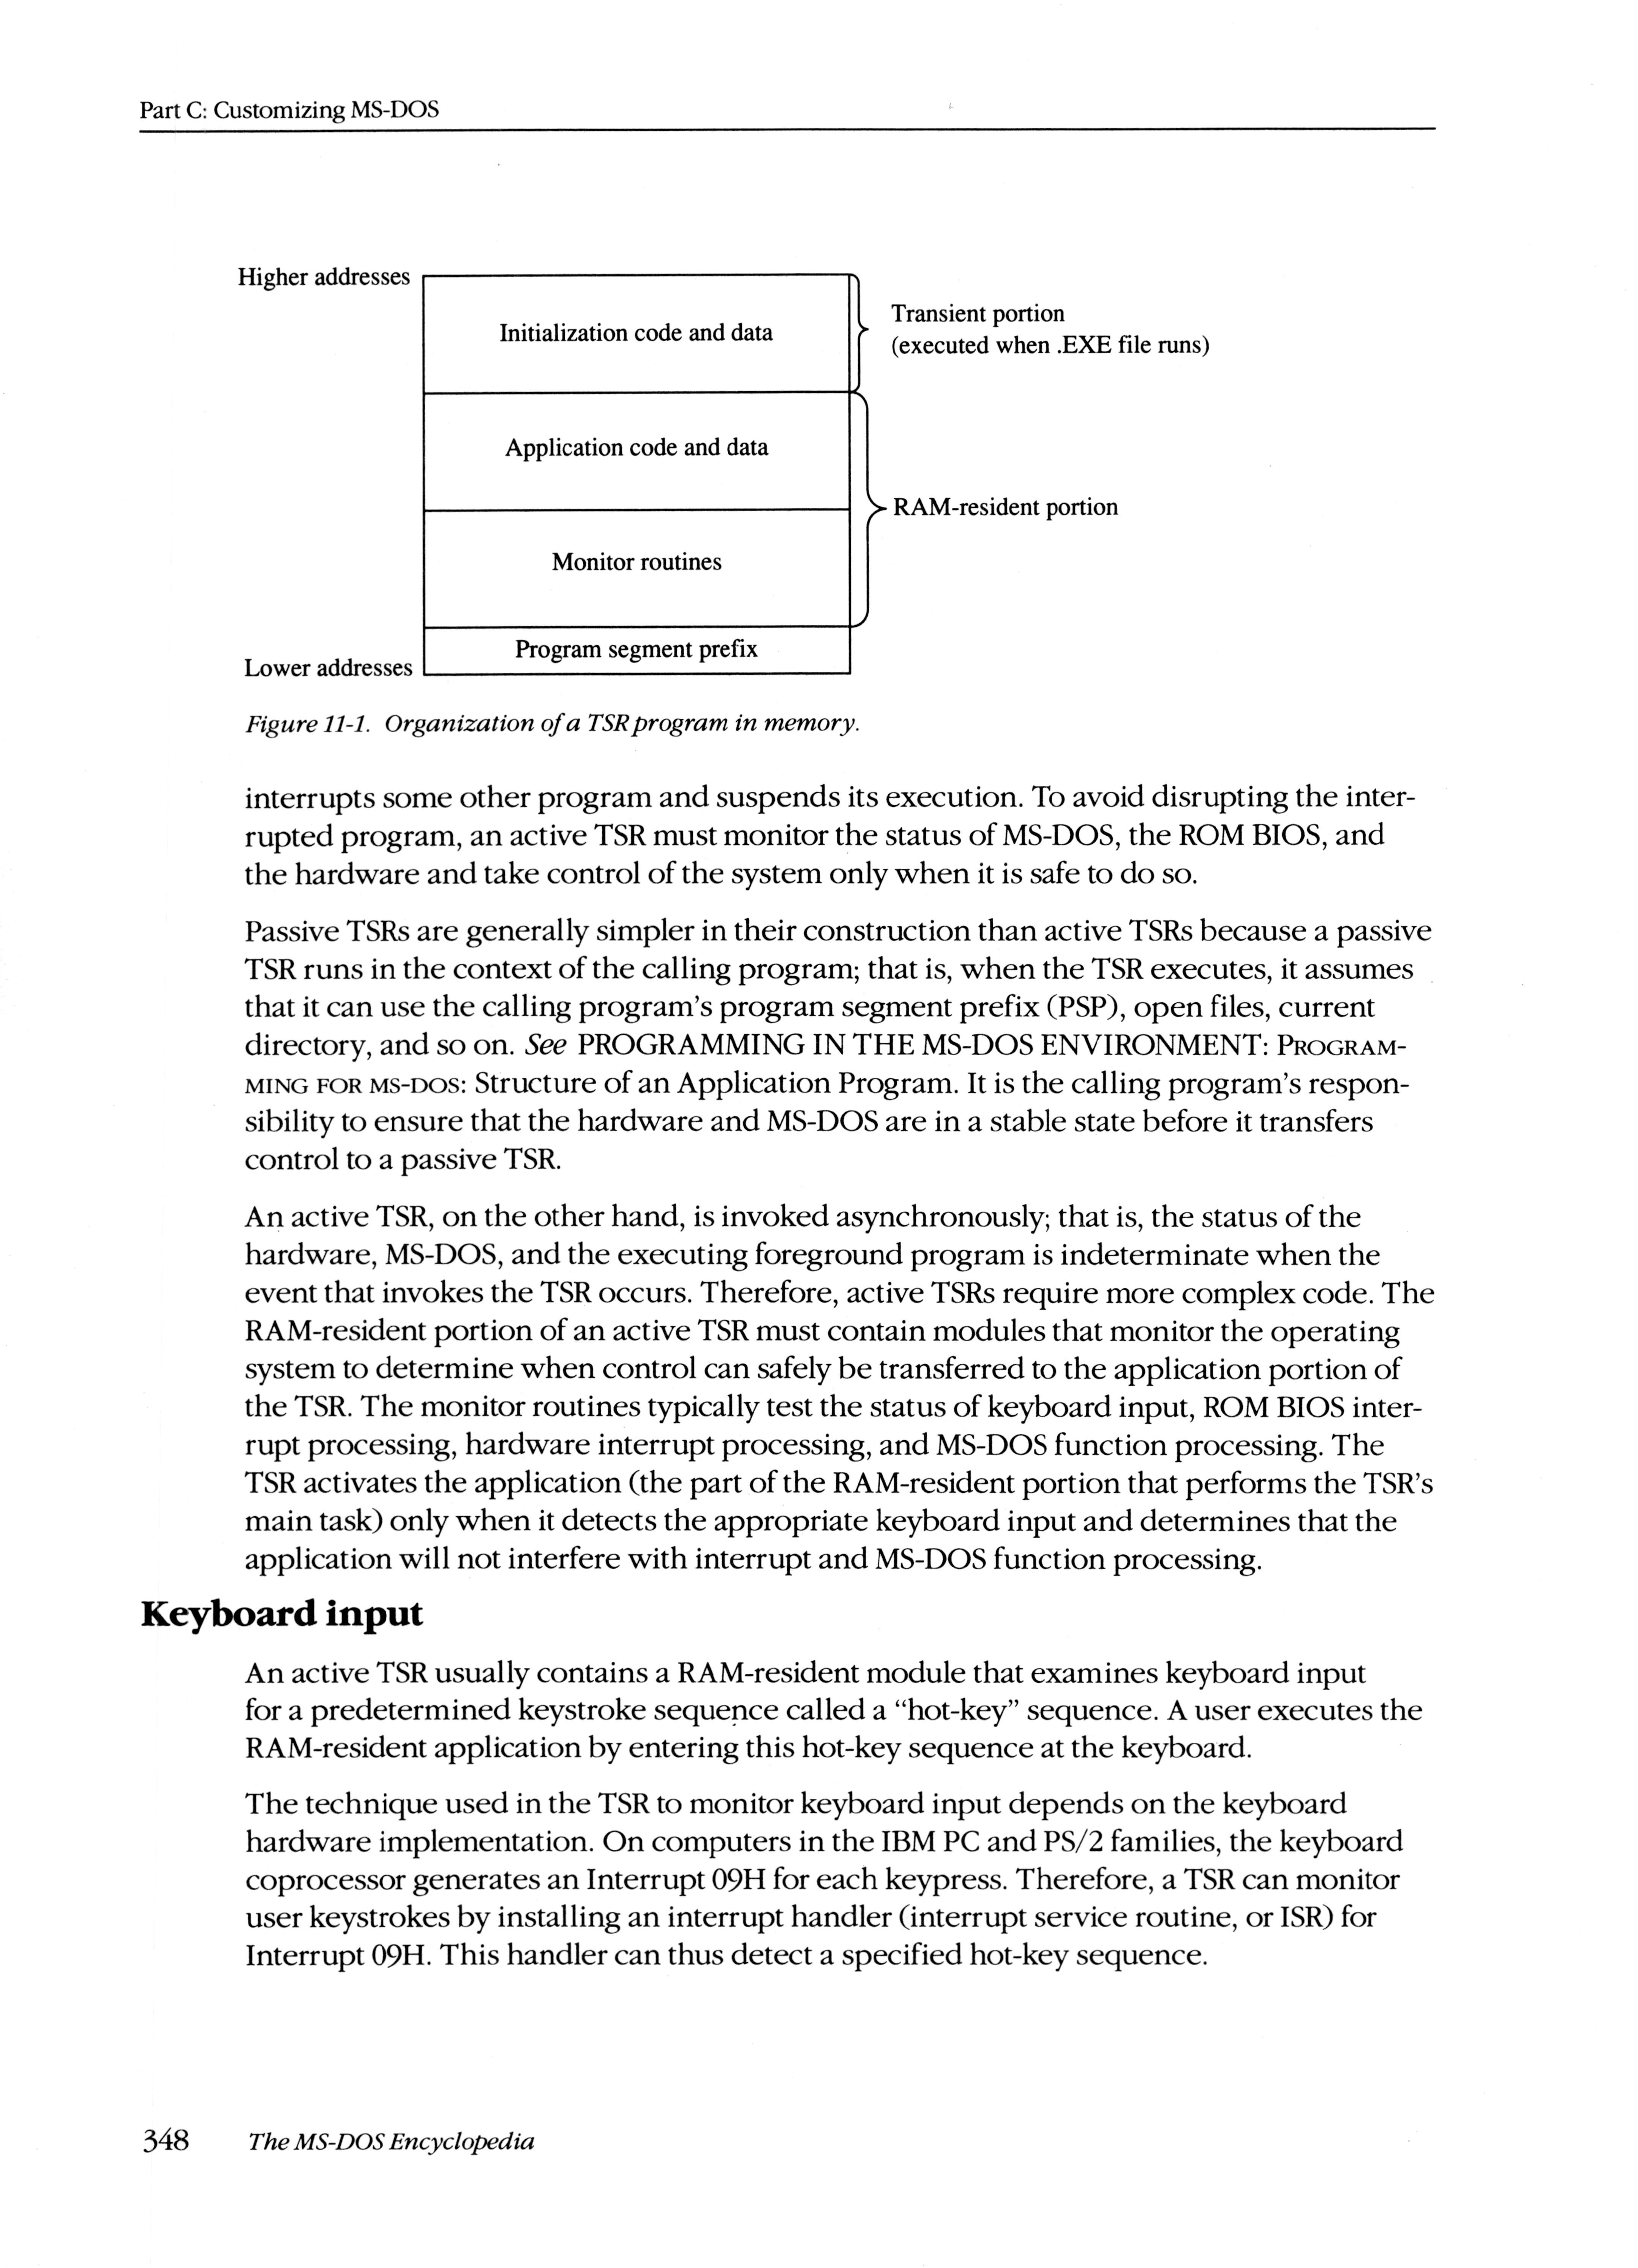 Part C: Customizing MS-DOS
Higher addresses
Initialization code and data
Transient portion
(executed when .EXE file runs)
Application code and data
RAM-resident portion
Monitor routines
Program segment prefix
Lower addresses
Figure 11-1. Organization of a TSR program in memory.
interrupts some other program and suspends its execution. To avoid disrupting the inter-
rupted program, an active TSR must monitor the status of MS-DOS, the ROM BIOS, and
the hardware and take control of the system only when it is safe to do so.
Passive TSRs are generally simpler in their construction than active TSRs because a passive
TSR runs in the context of the calling program; that is, when the TSR executes, it assumes
that it can use the calling program's program segment prefix (PSP), open files, current
directory, and so on. See PROGRAMMING IN THE MS-DOS ENVIRONMENT: PROGRAM-
MING FOR MS-DOS: Structure of an Application Program. It is the calling program's respon-
sibility to ensure that the hardware and MS-DOS are in a stable state before it transfers
control to a passive TSR.
An active TSR, on the other hand, is invoked asynchronously; that is, the status of the
hardware, MS-DOS, and the executing foreground program is indeterminate when the
event that invokes the TSR occurs. Therefore, active TSRs require more complex code. The
RAM-resident portion of an active TSR must contain modules that monitor the operating
system to determine when control can safely be transferred to the application portion of
the TSR. The monitor routines typically test the status of keyboard input, ROM BIOS inter-
rupt processing, hardware interrupt processing, and MS-DOS function processing. The
TSR activates the application (the part of the RAM-resident portion that performs the TSR's
main task) only when it detects the appropriate keyboard input and determines that the
application will not interfere with interrupt and MS-DOS function processing.
Keyboard input
An active TSR usually contains a RAM-resident module that examines keyboard input
for a predetermined keystroke sequence called a “hot-key” sequence. A user executes the
RAM-resident application by entering this hot-key sequence at the keyboard.
The technique used in the TSR to monitor keyboard input depends on the keyboard
hardware implementation. On computers in the IBM PC and PS/2 families, the keyboard
coprocessor generates an Interrupt 09H for each keypress. Therefore, a TSR can monitor
user keystrokes by installing an interrupt handler (interrupt service routine, or ISR) for
Interrupt 09H. This handler can thus detect a specified hot-key sequence.
348 The MS-DOS Encyclopedia